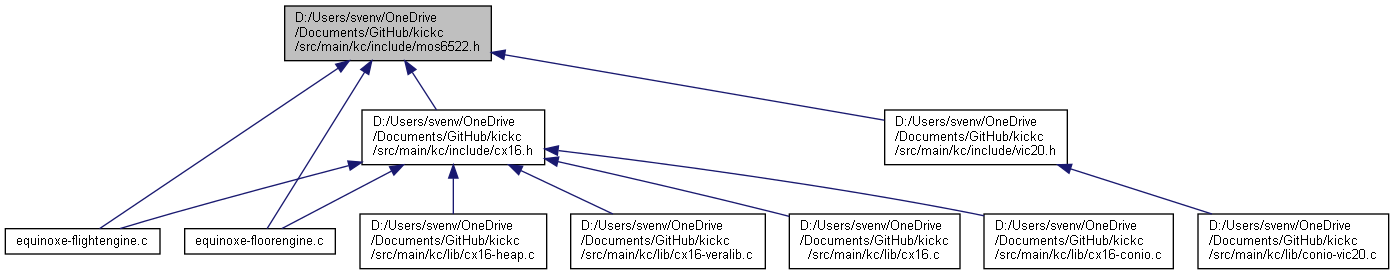 D:/Users/svenv/OneDrive
/Documents/GitHub/kickc
/src/main/kc/include/mos6522.h
D:/Users/svenv/OneDrive
/Documents/GitHub/kickc
/src/main/kc/include/cx16.h
D:/Users/svenv/OneDrive
/Documents/GitHub/kickc
/src/main/kc/include/vic20.h
equinoxe-flightengine.c
equinoxe-floorengine.c
D:/Users/svenv/OneDrive
/Documents/GitHub/kickc
/src/main/kc/lib/cx16-heap.c
D:/Users/svenv/OneDrive
/Documents/GitHub/kickc
/src/main/kc/lib/cx16-veralib.c
D:/Users/svenv/OneDrive
/Documents/GitHub/kickc
/src/main/kc/lib/cx16.c
D:/Users/svenv/OneDrive
/Documents/GitHub/kickc
/src/main/kc/lib/cx16-conio.c
D:/Users/svenv/OneDrive
/Documents/GitHub/kickc
/src/main/kc/lib/conio-vic20.c